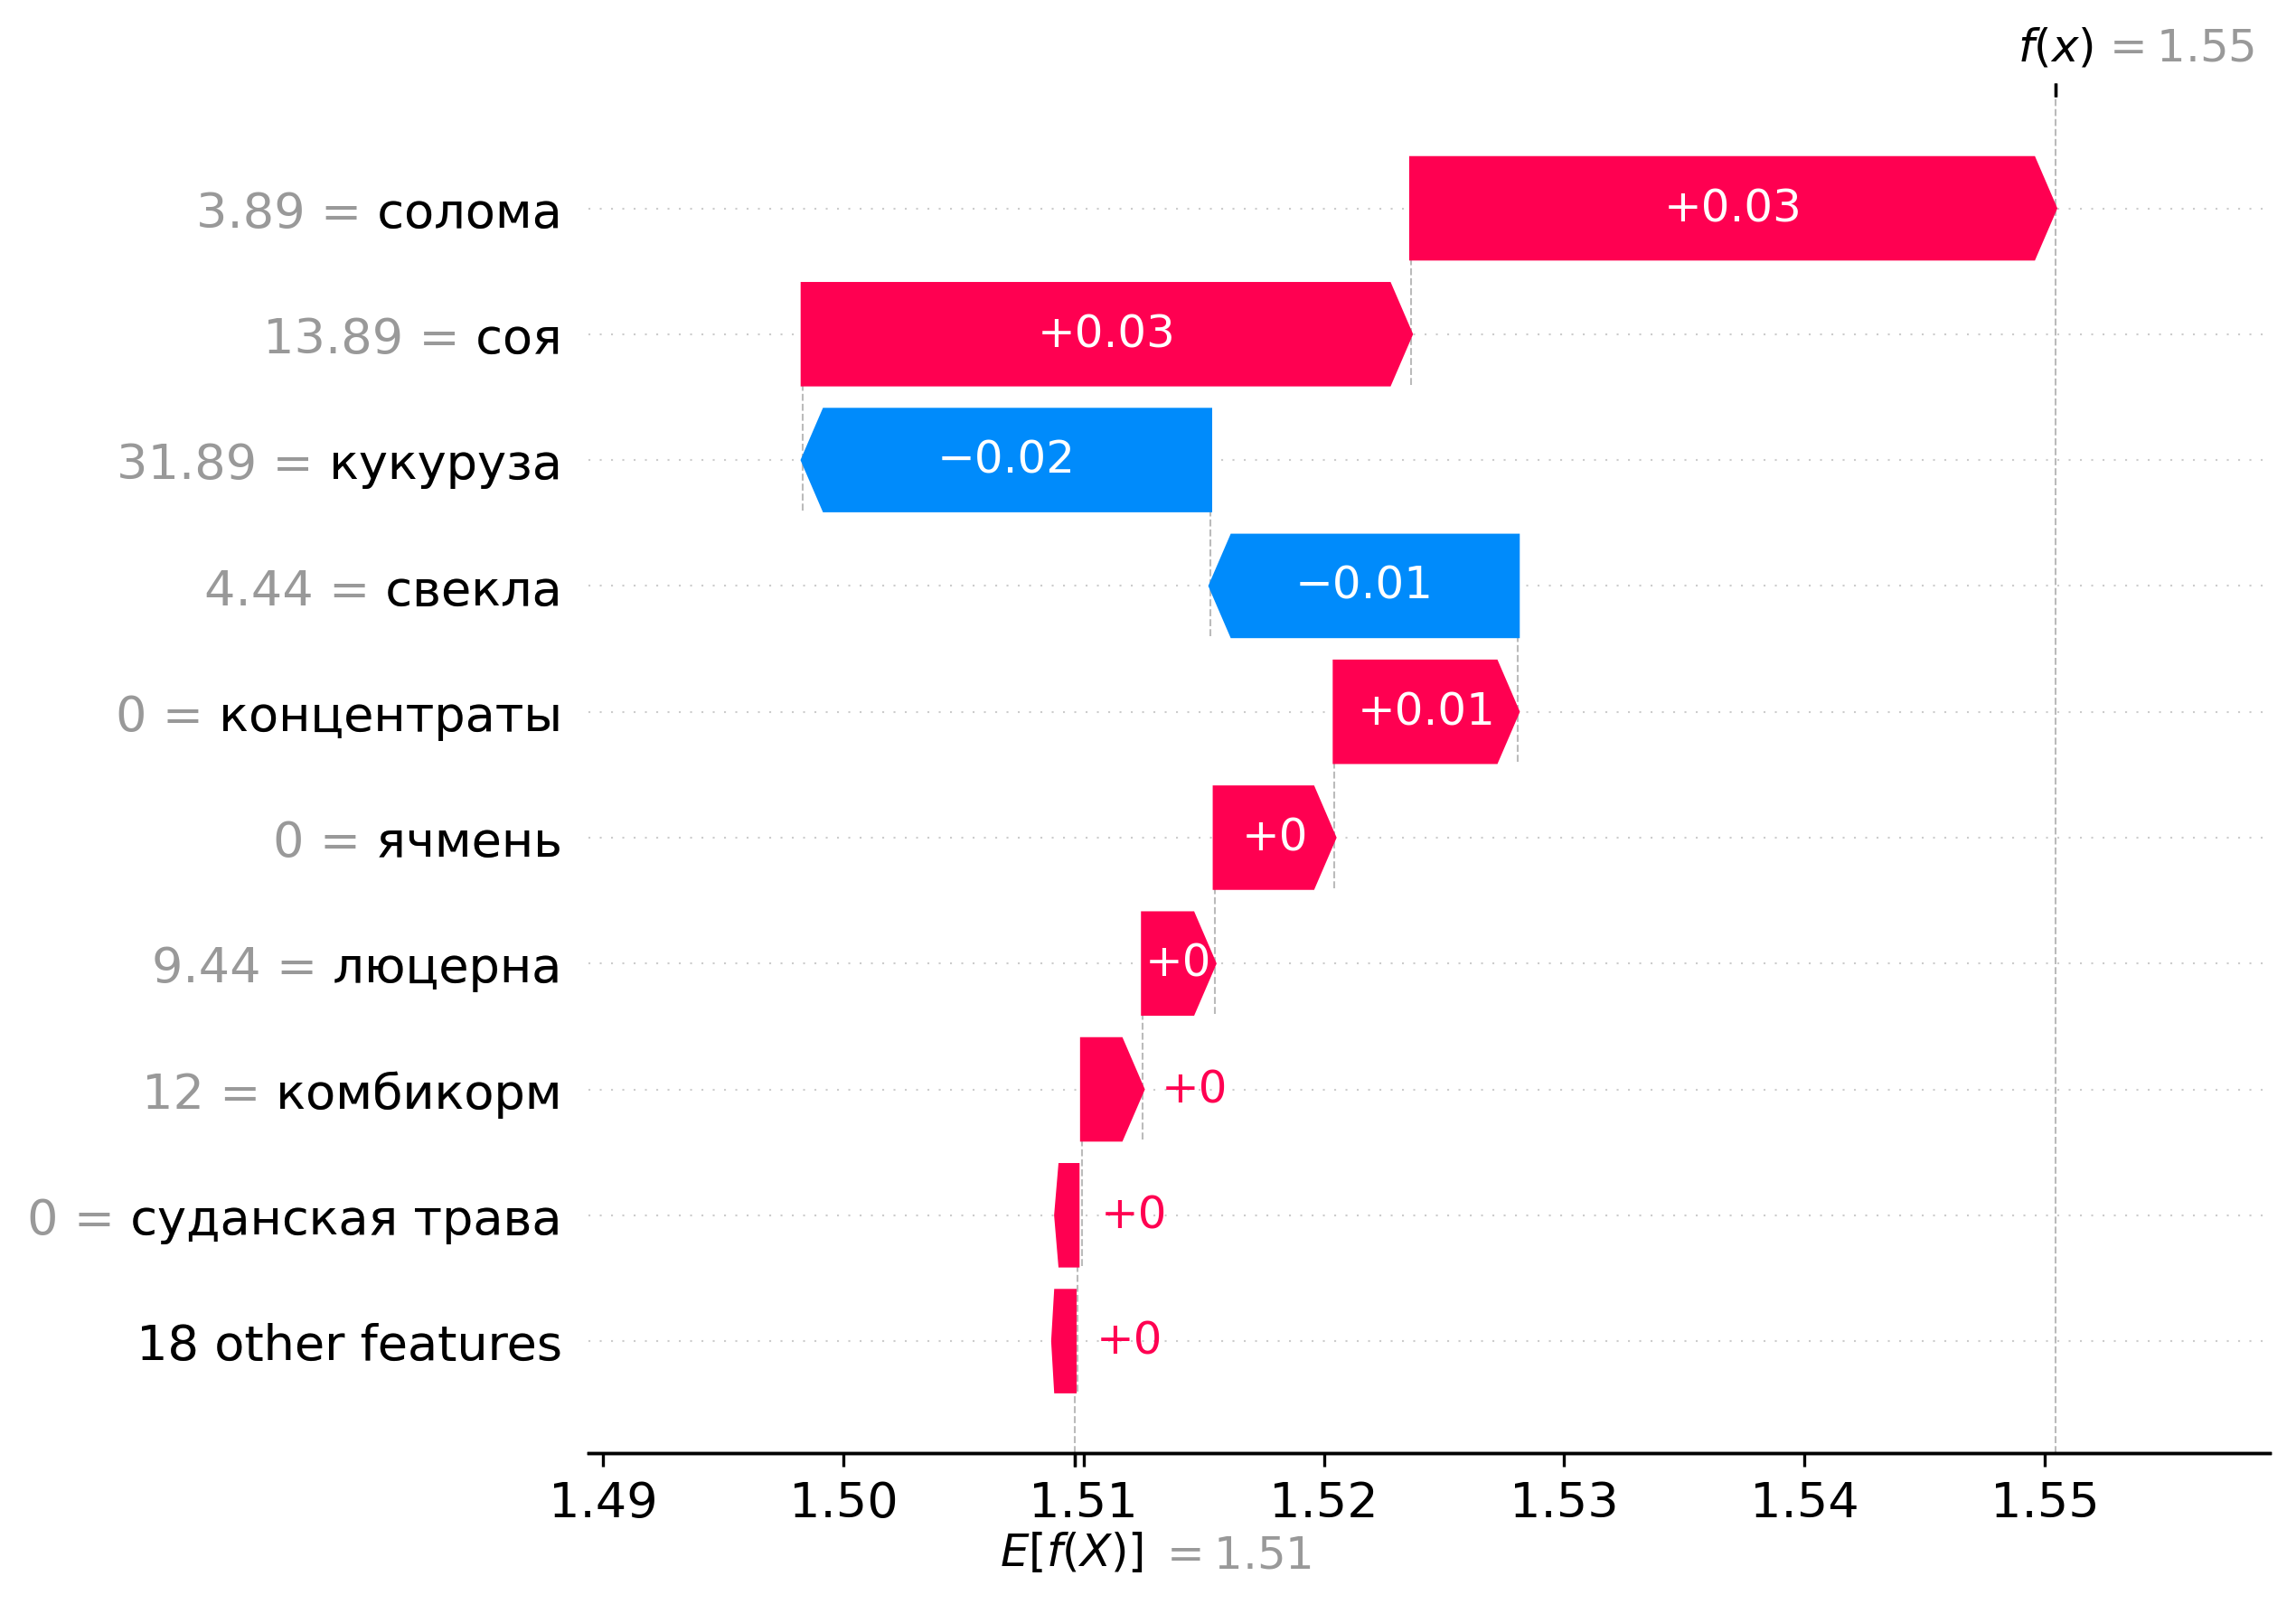 f(x) = 1.55
3.89 = солома
+0.03
13.89 = соя
+0.03
31.89 = кукуруза
−0.02
4.44 = свекла
−0.01
0 = концентраты
+0.01
0 = ячмень
+0
9.44 = люцерна
+0
12 = комбикорм
+0
0 = суданская трава
+0
18 other features
+0
1.49 1.50 1.51 1.52 1.53 1.54 1.55
E[f(X)] = 1.51